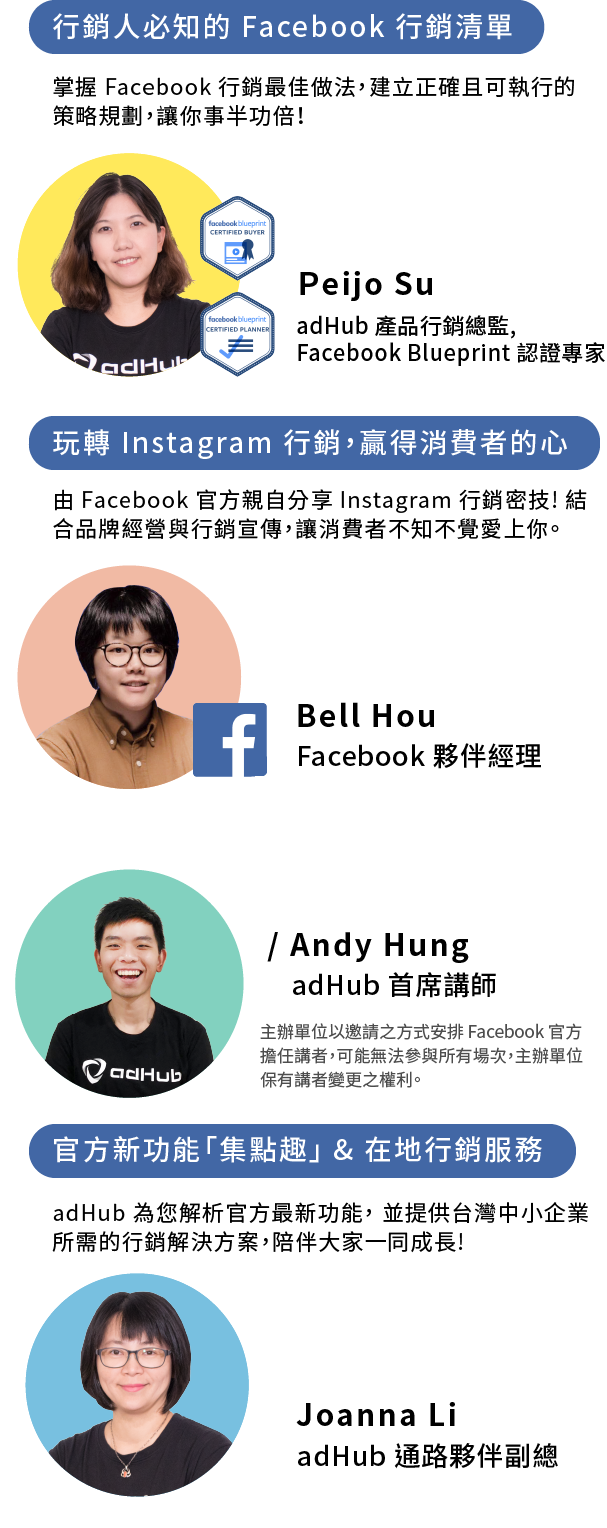 行銷人必知的 Facebook 行銷清單
掌握 Facebook 行銷最佳做法，建立正確且可執行的
策略規劃，讓你事半功倍！
facebook blueprint
CERTIFIED BUYER
facebook blueprint
CERTIFIED PLANNER
adHub
Peijo Su
adHub 產品行銷總監,
Facebook Blueprint 認證專家
玩轉 Instagram 行銷，贏得消費者的心
由 Facebook 官方親自分享 Instagram 行銷密技! 結
合品牌經營與行銷宣傳，讓消費者不知不覺愛上你。
f
Bell Hou
Facebook 夥伴經理
/ Andy Hung
adHub 首席講師
adHub
主辦單位以邀請之方式安排 Facebook 官方
擔任講者，可能無法參與所有場次，主辦單位
保有講者變更之權利。
官方新功能「集點趣」& 在地行銷服務
adHub 為您解析官方最新功能， 並提供台灣中小企業
所需的行銷解決方案，陪伴大家一同成長!
Joanna Li
adHub 通路夥伴副總